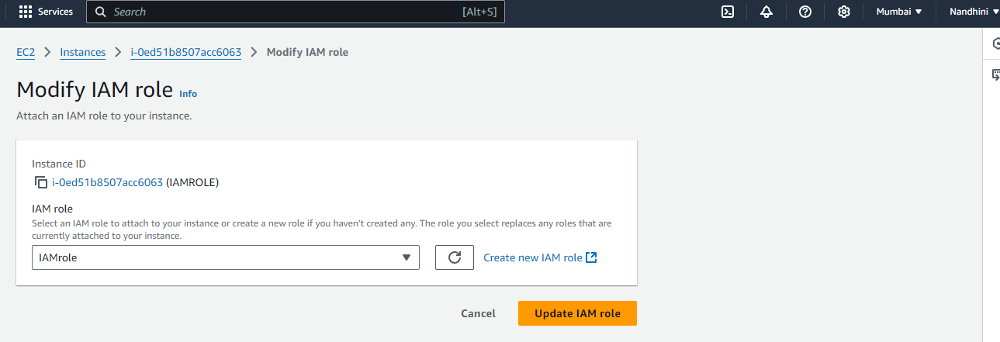 Services Search [Alt+S] Mumbai Nandhini
EC2 Instances i-0ed51b8507acc6063 Modify IAM role
Modify IAM role Info
Attach an IAM role to your instance.
Instance ID
i-0ed51b8507acc6063 (IAMROLE)
IAM role
Select an IAM role to attach to your instance or create a new role if you haven't created any. The role you select replaces any roles that are
currently attached to your instance.
IAMrole Create new IAM role
Cancel Update IAM role